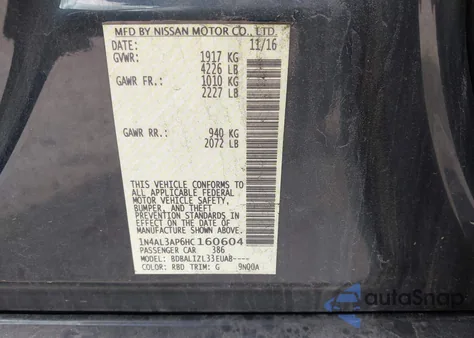 MFD BY NISSAN MOTOR CO., LTD.
DATE: 11/16
GVWR: 1917 KG
4226 LB
GAWR FR.: 1010 KG
2227 LB
GAWR RR.: 940 KG
2072 LB
THIS VEHICLE CONFORMS TO
ALL APPLICABLE FEDERAL
MOTOR VEHICLE SAFETY,
BUMPER, AND THEFT
PREVENTION STANDARDS IN
EFFECT ON THE DATE OF
MANUFACTURE SHOWN ABOVE.
1N4AL3AP6HC160604
PASSENGER CAR 386
MODEL: BDBALIZL33EUAB----
COLOR: RBD TRIM: G 9N00A
autoSnap